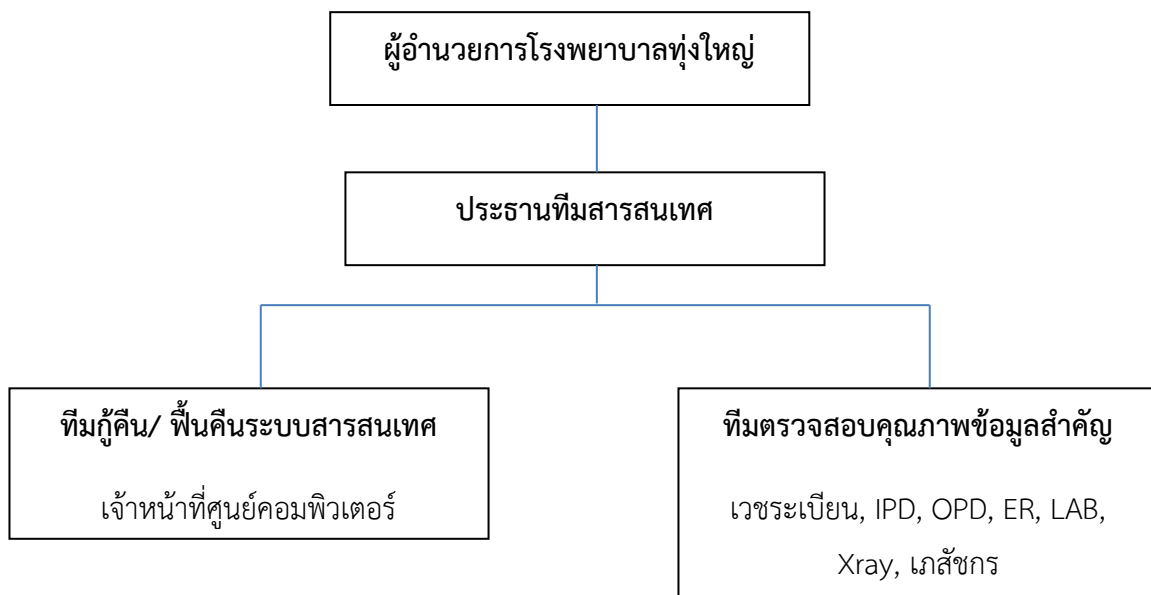 ผู้อำนวยการโรงพยาบาลทุ่งใหญ่
ประธานทีมสารสนเทศ
ทีมกู้คืน/ ฟื้นคืนระบบสารสนเทศ
เจ้าหน้าที่ศูนย์คอมพิวเตอร์
ทีมตรวจสอบคุณภาพข้อมูลสำคัญ
เวชระเบียน, IPD, OPD, ER, LAB,
Xray, เภสัชกร